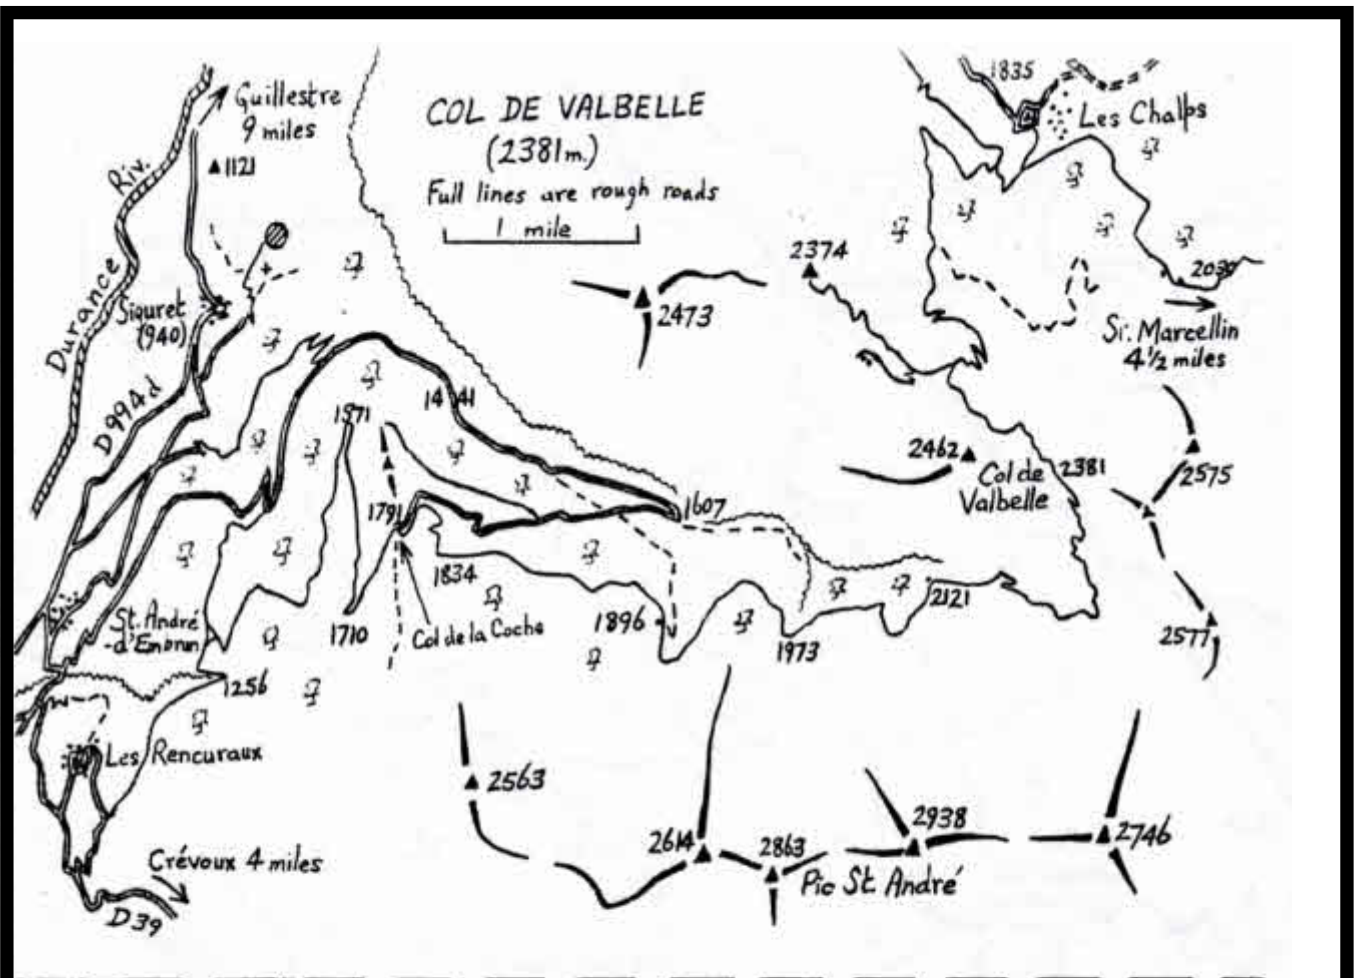 Guillestre
9 miles
1121
Riv.
Durance
Siguret
(940)
D994d
COL DE VALBELLE
(2381m.)
Full lines are rough roads
1 mile
1835
Les Chalps
2039
St. Marcellin
4½ miles
2374
2473
1441
1571
2462
Col de
Valbelle
2381
2575
1607
1791
1834
1710
Col de la Coche
1896
1973
2121
2577
St. André
-d'Embrun
1256
Les Rencuraux
Crévoux 4 miles
D39
2563
2614
2863
2938
Pic St. André
2746